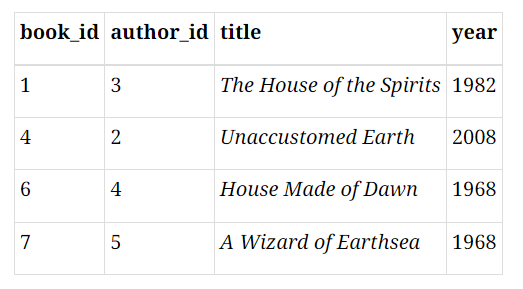 book_id author_id title year
1 3 The House of the Spirits 1982
4 2 Unaccustomed Earth 2008
6 4 House Made of Dawn 1968
7 5 A Wizard of Earthsea 1968